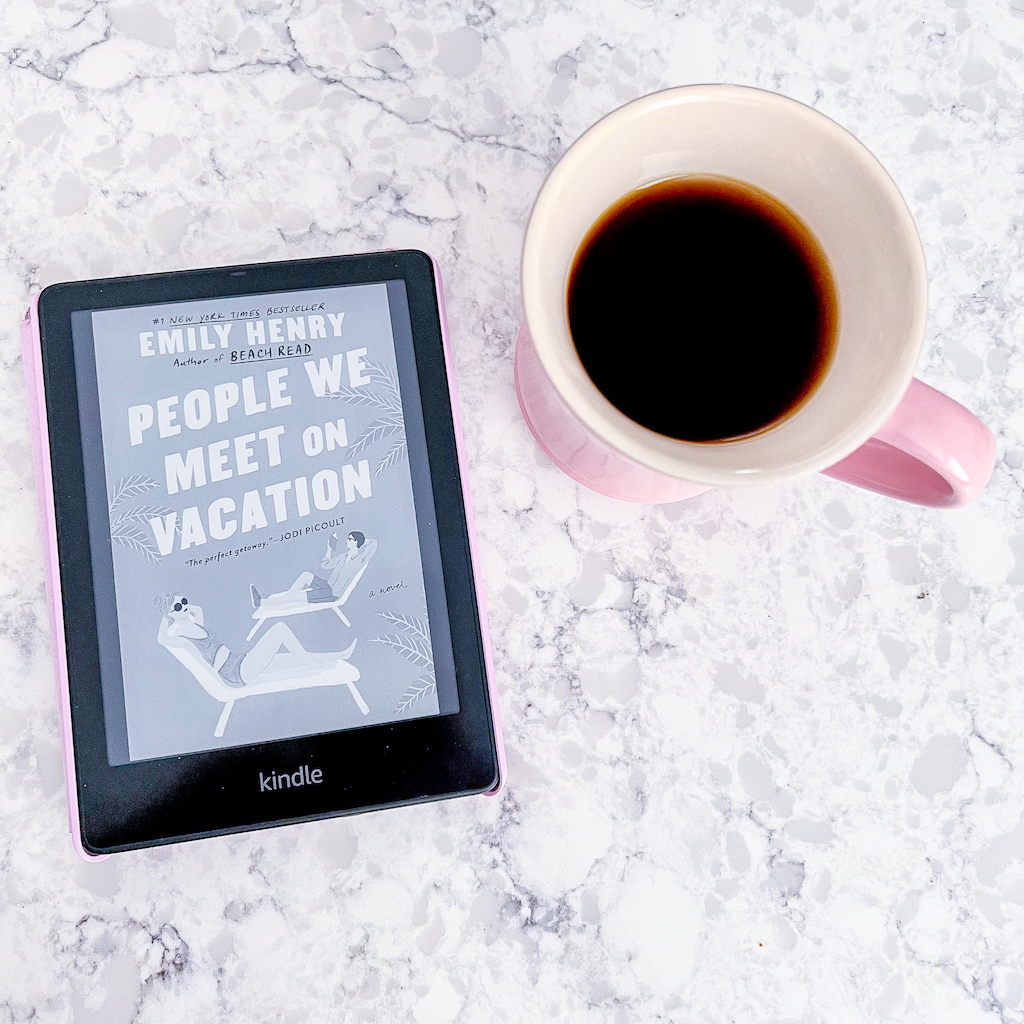 #1 NEW YORK TIMES BESTSELLER
EMILY HENRY
Author of BEACH READ
PEOPLE WE
MEET ON
VACATION
"The perfect getaway."—JODI PICOULT
a novel
kindle